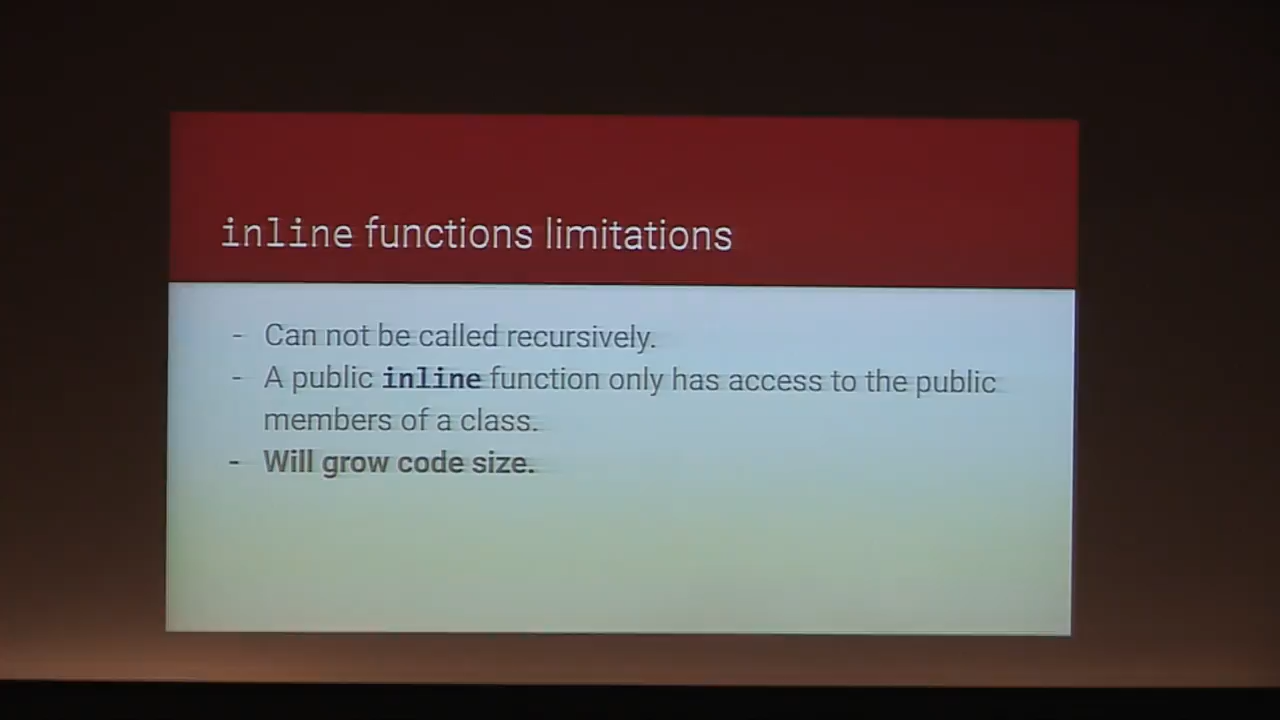 inline functions limitations
- Can not be called recursively.
- A public inline function only has access to the public
members of a class.
- Will grow code size.